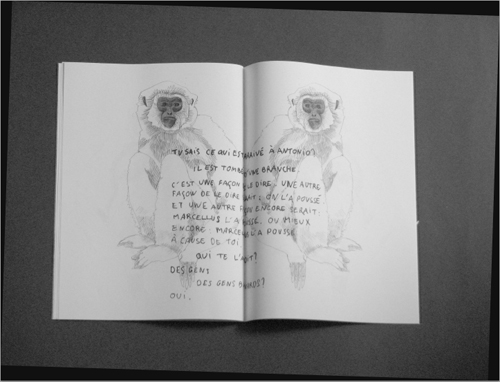 TU SAIS CE QUI EST ARRIVÉ À ANTONIO?
IL EST TOMBÉ D'UNE BRANCHE.
C'EST UNE FAÇON DE LE DIRE. UNE AUTRE
FAÇON DE LE DIRE SERAIT: ON L'A POUSSÉ
ET UNE AUTRE FAÇON ENCORE SERAIT:
MARCELLUS L'A POUSSÉ. OU MIEUX
ENCORE: MARCELLUS L'A POUSSÉ
À CAUSE DE TOI.
QUI TE L'A DIT?
DES GENS
DES GENS
OUI.